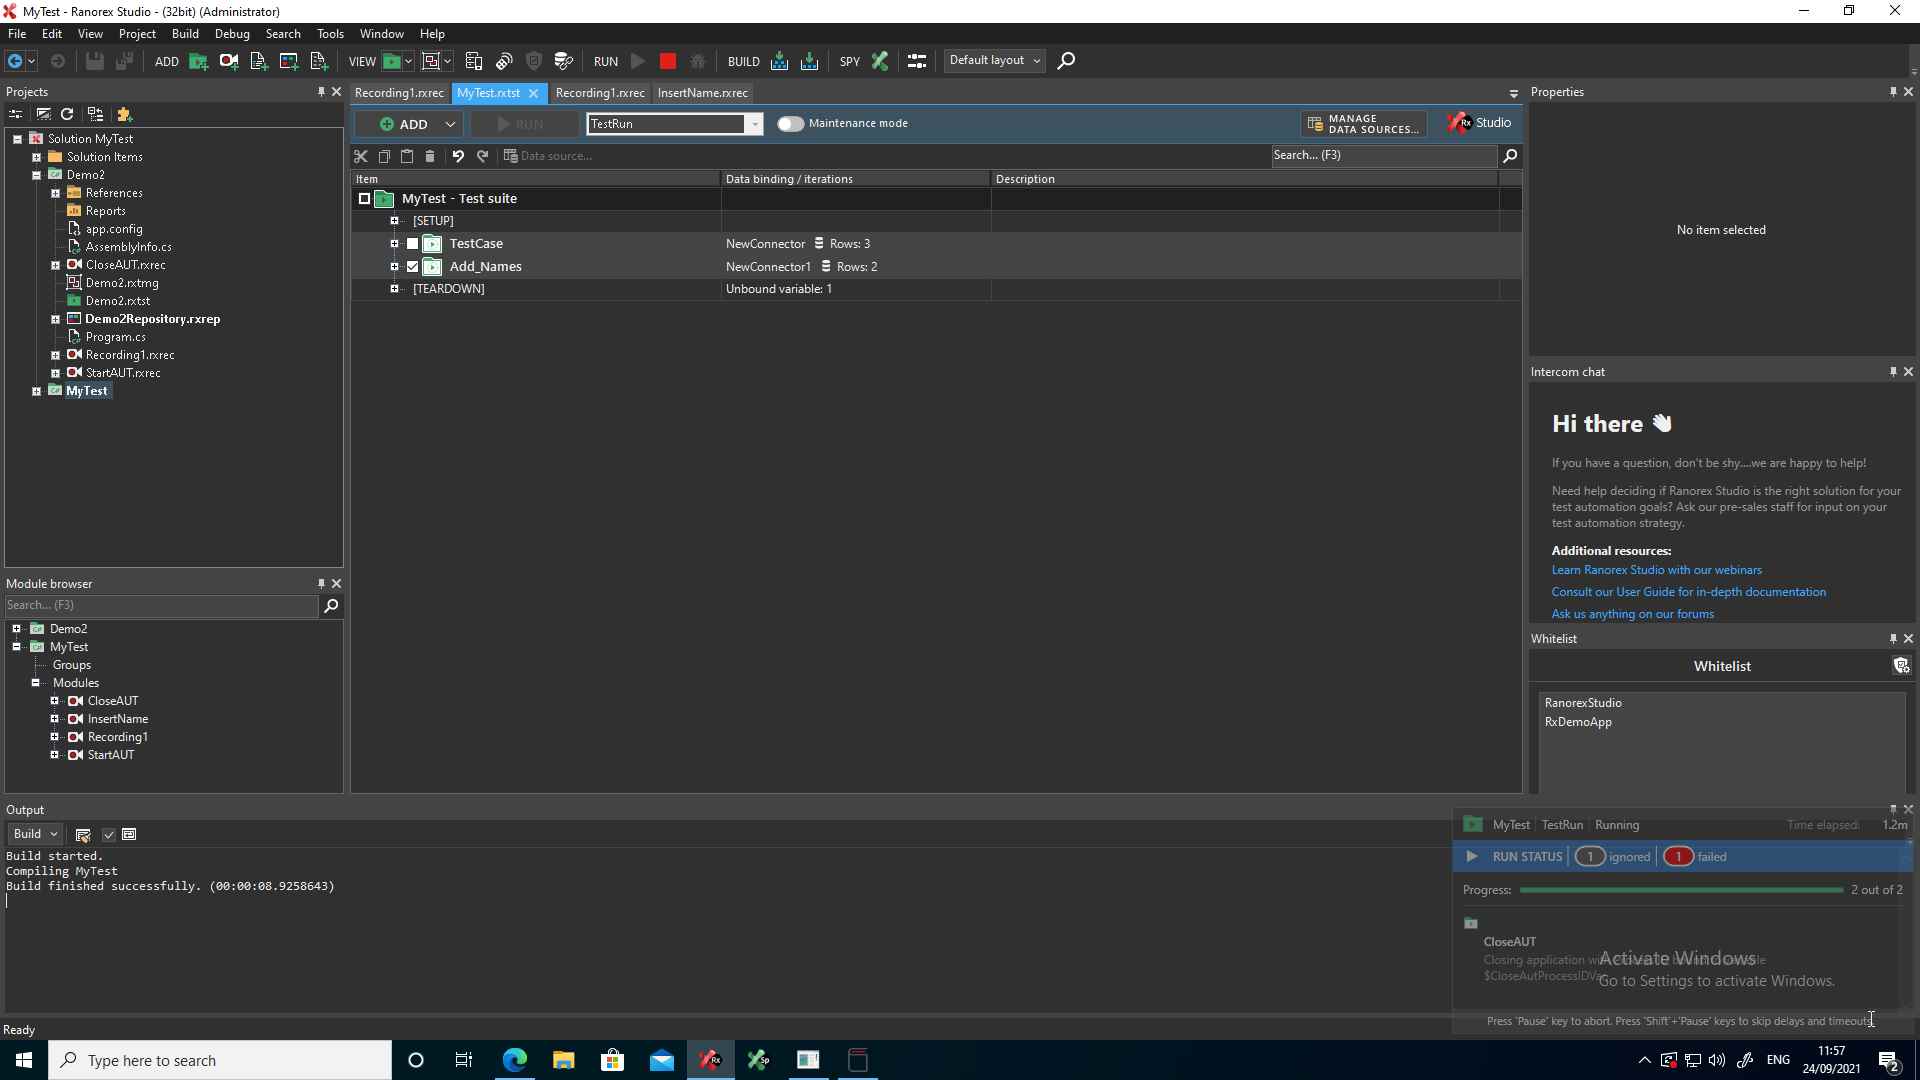 MyTest - Ranorex Studio - (32bit) (Administrator)
File Edit View Project Build Debug Search Tools Window Help
ADD VIEW RUN BUILD SPY Default layout
Projects
Solution MyTest
Solution Items
Demo2
References
Reports
app.config
AssemblyInfo.cs
CloseAUT.rxrec
Demo2.rxtmg
Demo2.rxtst
Demo2Repository.rxrep
Program.cs
Recording1.rxrec
StartAUT.rxrec
MyTest
Module browser
Search... (F3)
Demo2
MyTest
Groups
Modules
CloseAUT
InsertName
Recording1
StartAUT
Recording1.rxrec MyTest.rxtst Recording1.rxrec InsertName.rxrec
ADD RUN TestRun Maintenance mode MANAGE DATA SOURCES... Rx Studio
Data source... Search... (F3)
Item Data binding / iterations Description
MyTest - Test suite
[SETUP]
TestCase NewConnector Rows: 3
Add_Names NewConnector1 Rows: 2
[TEARDOWN] Unbound variable: 1
Properties
No item selected
Intercom chat
Hi there
If you have a question, don't be shy....we are happy to help!
Need help deciding if Ranorex Studio is the right solution for your
test automation goals? Ask our pre-sales staff for input on your
test automation strategy.
Additional resources:
Learn Ranorex Studio with our webinars
Consult our User Guide for in-depth documentation
Ask us anything on our forums
Whitelist
Whitelist
RanorexStudio
RxDemoApp
Output
Build
Build started.
Compiling MyTest
Build finished successfully. (00:00:08.9258643)
MyTest TestRun Running Time elapsed: 1.2m
RUN STATUS 1 ignored 1 failed
Progress: 2 out of 2
CloseAUT
Closing application
$CloseAutProcessIDVar
Activate Windows
Go to Settings to activate Windows.
Press 'Pause' key to abort. Press 'Shift'+'Pause' keys to skip delays and timeouts.
Ready
Type here to search
Rx
Sp
ENG
11:57
24/09/2021
2